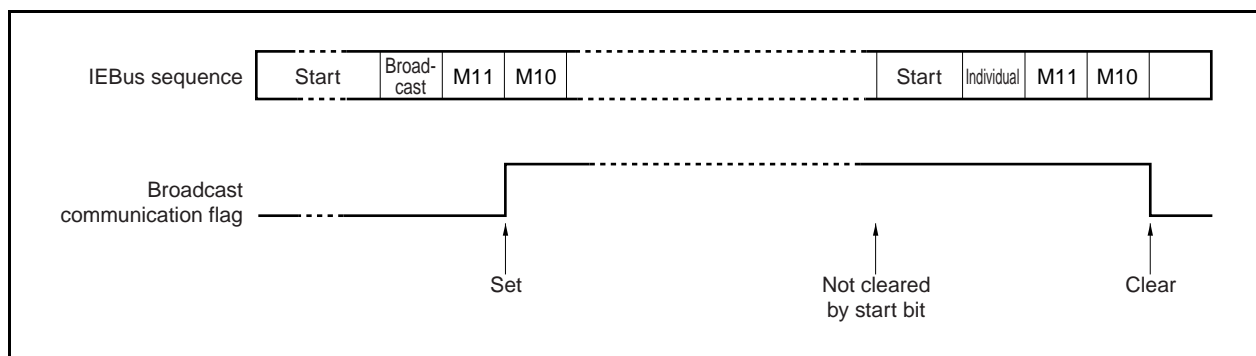 IEBus sequence
Start
Broad-
cast
M11
M10
Start
Individual
M11
M10
Broadcast
communication flag
Set
Not cleared
by start bit
Clear